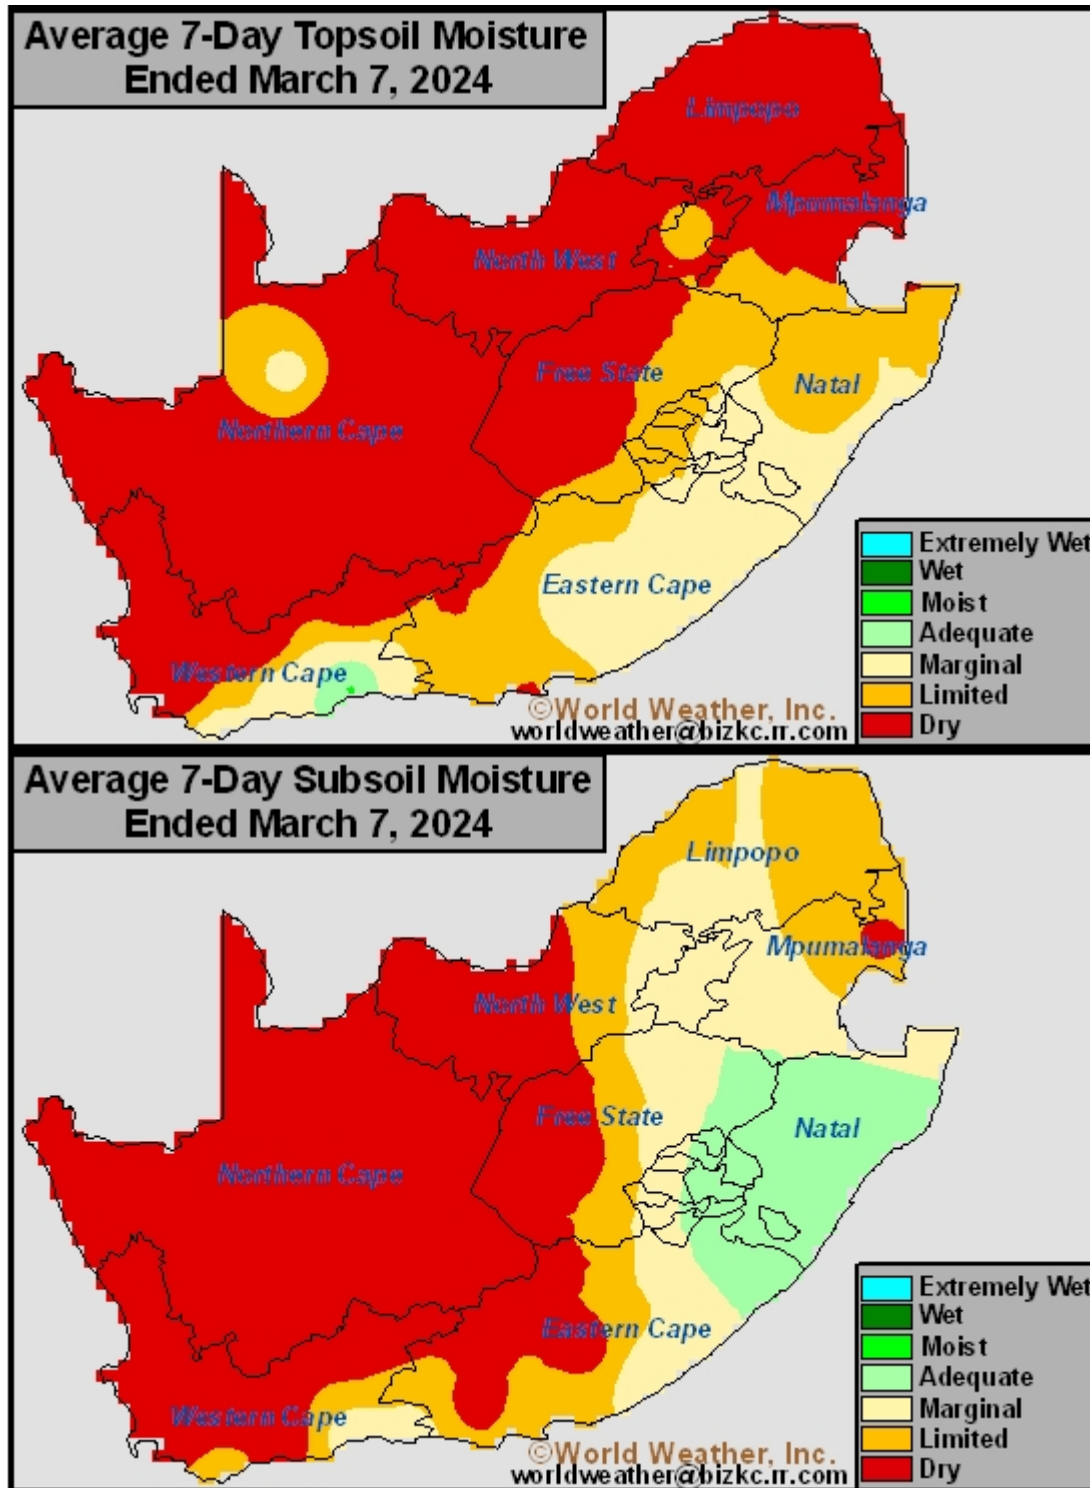 Average 7-Day Topsoil Moisture
Ended March 7, 2024
Limpopo
Mpumalanga
North West
Free State
Natal
Northern Cape
Eastern Cape
Western Cape
Extremely Wet
Wet
Moist
Adequate
Marginal
Limited
Dry
©World Weather, Inc.
worldweather@bizkc.rr.com
Average 7-Day Subsoil Moisture
Ended March 7, 2024
Limpopo
Mpumalanga
North West
Free State
Natal
Northern Cape
Eastern Cape
Western Cape
Extremely Wet
Wet
Moist
Adequate
Marginal
Limited
Dry
©World Weather, Inc.
worldweather@bizkc.rr.com